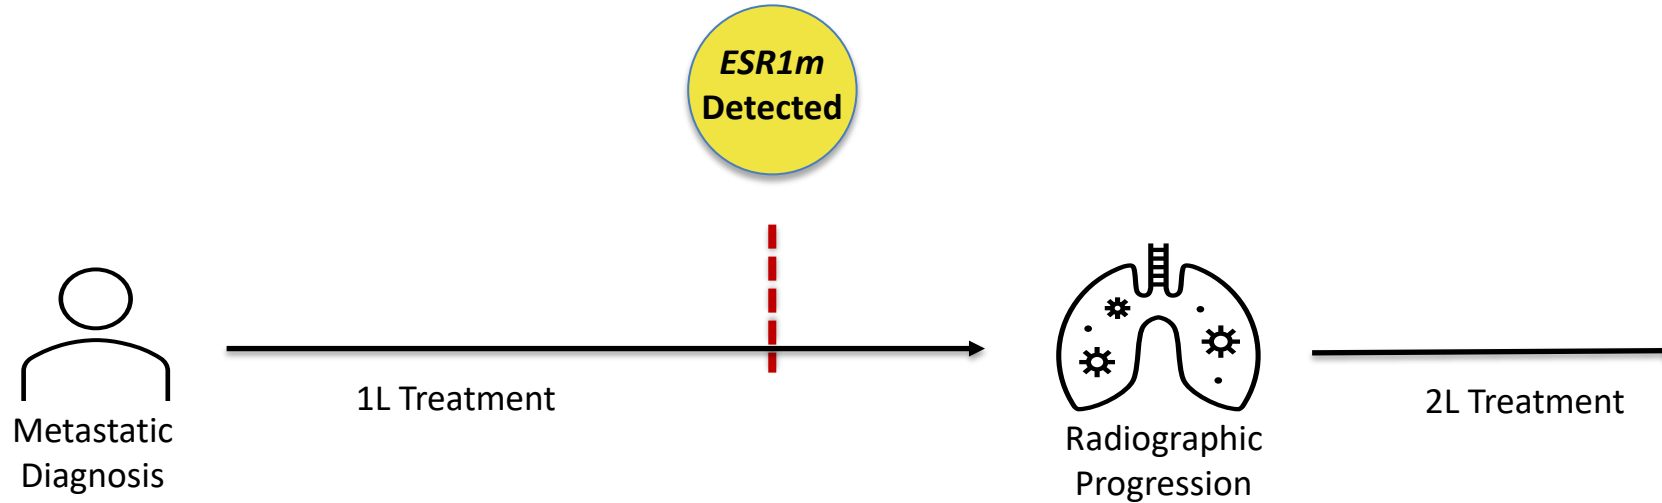 ESR1m
Detected
Metastatic
Diagnosis
1L Treatment
Radiographic
Progression
2L Treatment